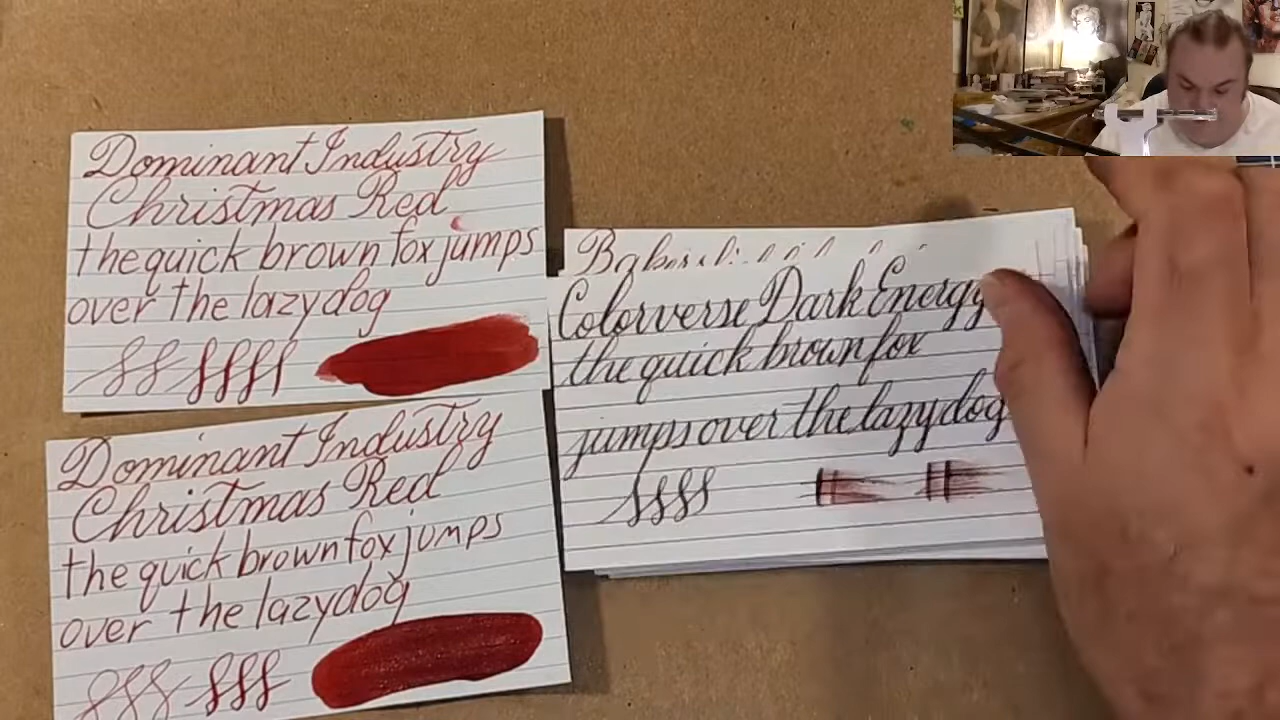 Dominant Industry
Christmas Red
the quick brown fox jumps
over the lazy dog
Dominant Industry
Christmas Red
the quick brown fox jumps
over the lazy dog
Colorverse Dark Energy
the quick brown fox
jumps over the lazy dog